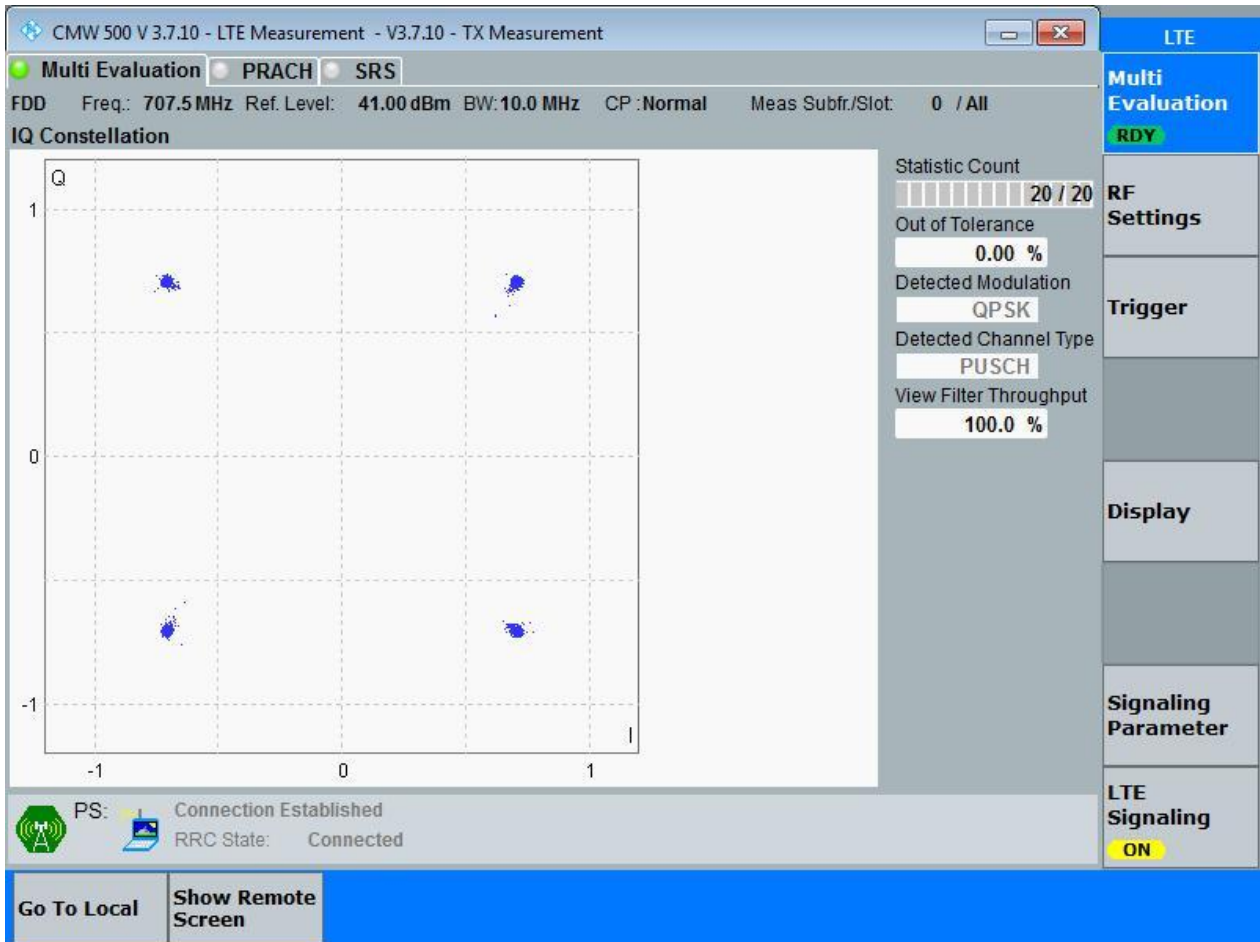 CMW 500 V 3.7.10 - LTE Measurement - V3.7.10 - TX Measurement
Multi Evaluation PRACH SRS
FDD Freq.: 707.5 MHz Ref. Level: 41.00 dBm BW: 10.0 MHz CP : Normal Meas Subfr./Slot: 0 / All
IQ Constellation
Q
1
0
-1
I
-1 0 1
Statistic Count
20 / 20
Out of Tolerance
0.00 %
Detected Modulation
QPSK
Detected Channel Type
PUSCH
View Filter Throughput
100.0 %
PS: Connection Established
RRC State: Connected
LTE
Multi
Evaluation
RDY
RF
Settings
Trigger
Display
Signaling
Parameter
LTE
Signaling
ON
Go To Local
Show Remote
Screen